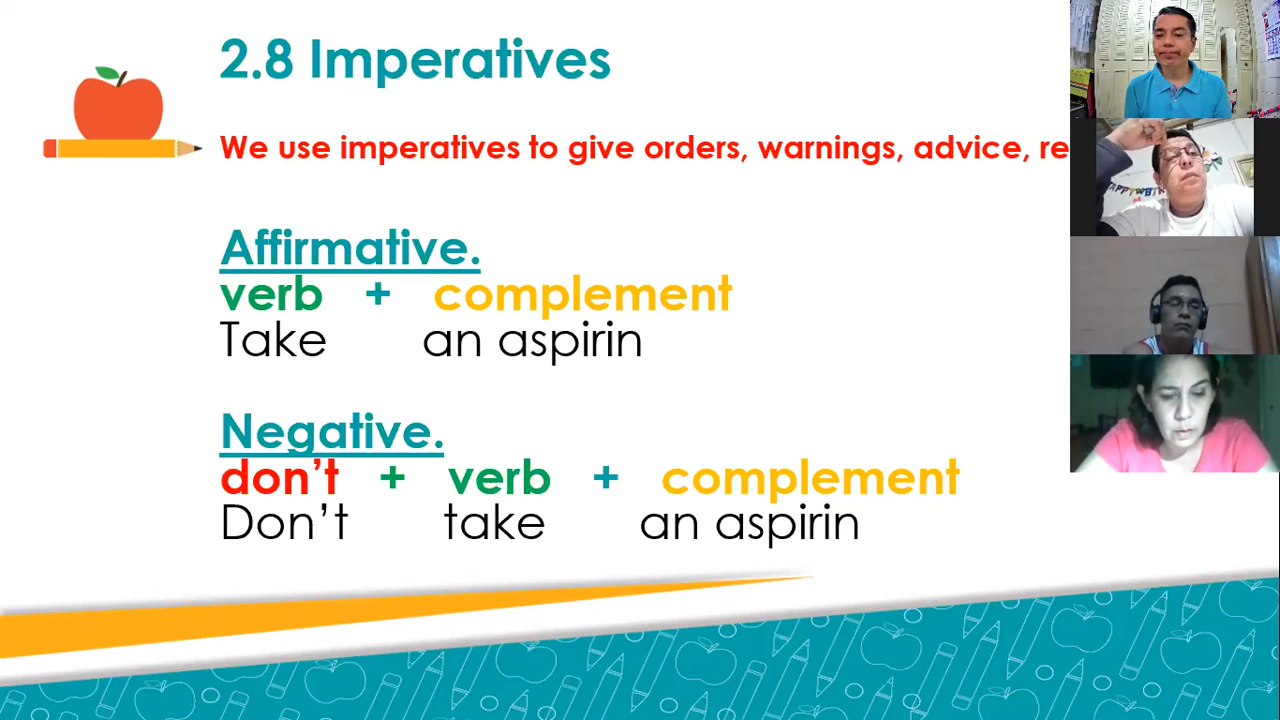 2.8 Imperatives
We use imperatives to give orders, warnings, advice, re
Affirmative.
verb + complement
Take an aspirin
Negative.
don't + verb + complement
Don't take an aspirin